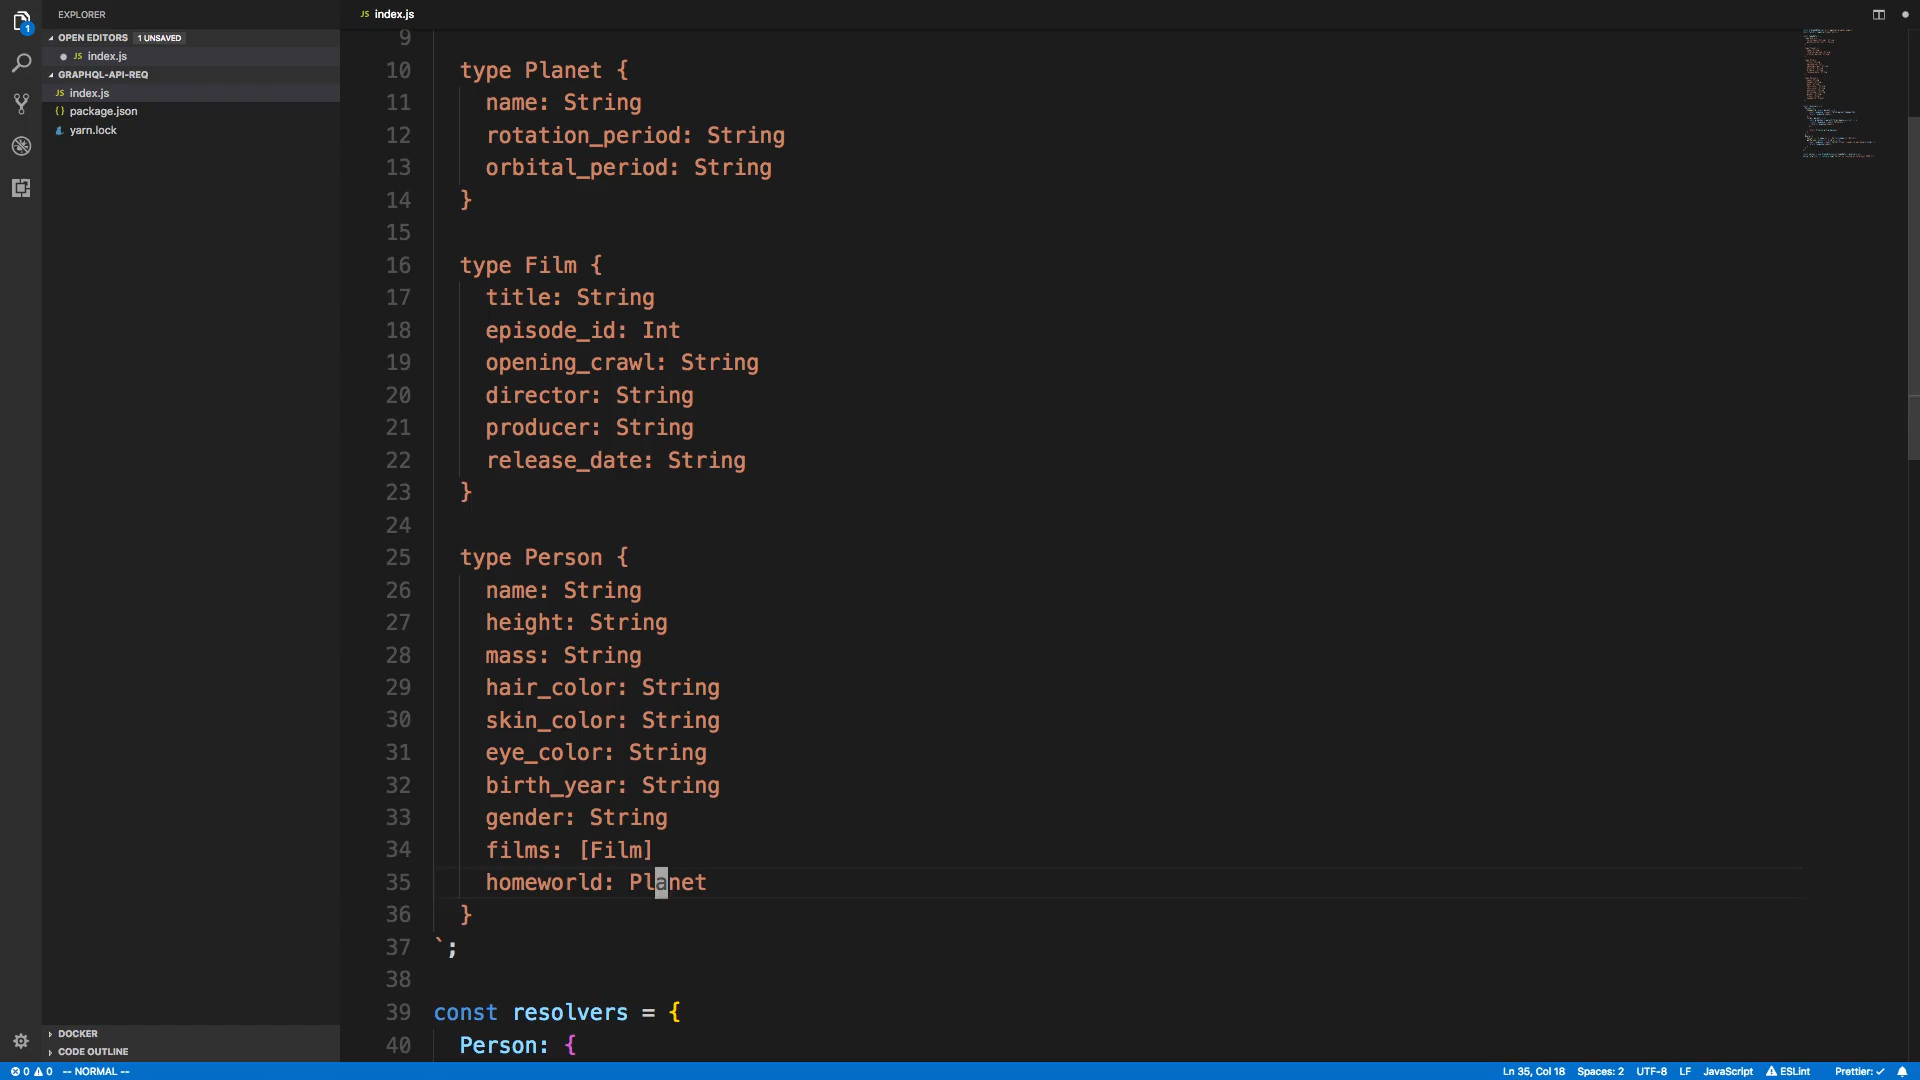 EXPLORER
OPEN EDITORS 1 UNSAVED
JS index.js
GRAPHQL-API-REQ
JS index.js
{} package.json
yarn.lock
DOCKER
CODE OUTLINE
1
JS index.js
9
10 type Planet {
11 name: String
12 rotation_period: String
13 orbital_period: String
14 }
15
16 type Film {
17 title: String
18 episode_id: Int
19 opening_crawl: String
20 director: String
21 producer: String
22 release_date: String
23 }
24
25 type Person {
26 name: String
27 height: String
28 mass: String
29 hair_color: String
30 skin_color: String
31 eye_color: String
32 birth_year: String
33 gender: String
34 films: [Film]
35 homeworld: Planet
36 }
37 `;
38
39 const resolvers = {
40 Person: {
0 0 -- NORMAL -- Ln 35, Col 18 Spaces: 2 UTF-8 LF JavaScript ESLint Prettier: ✓